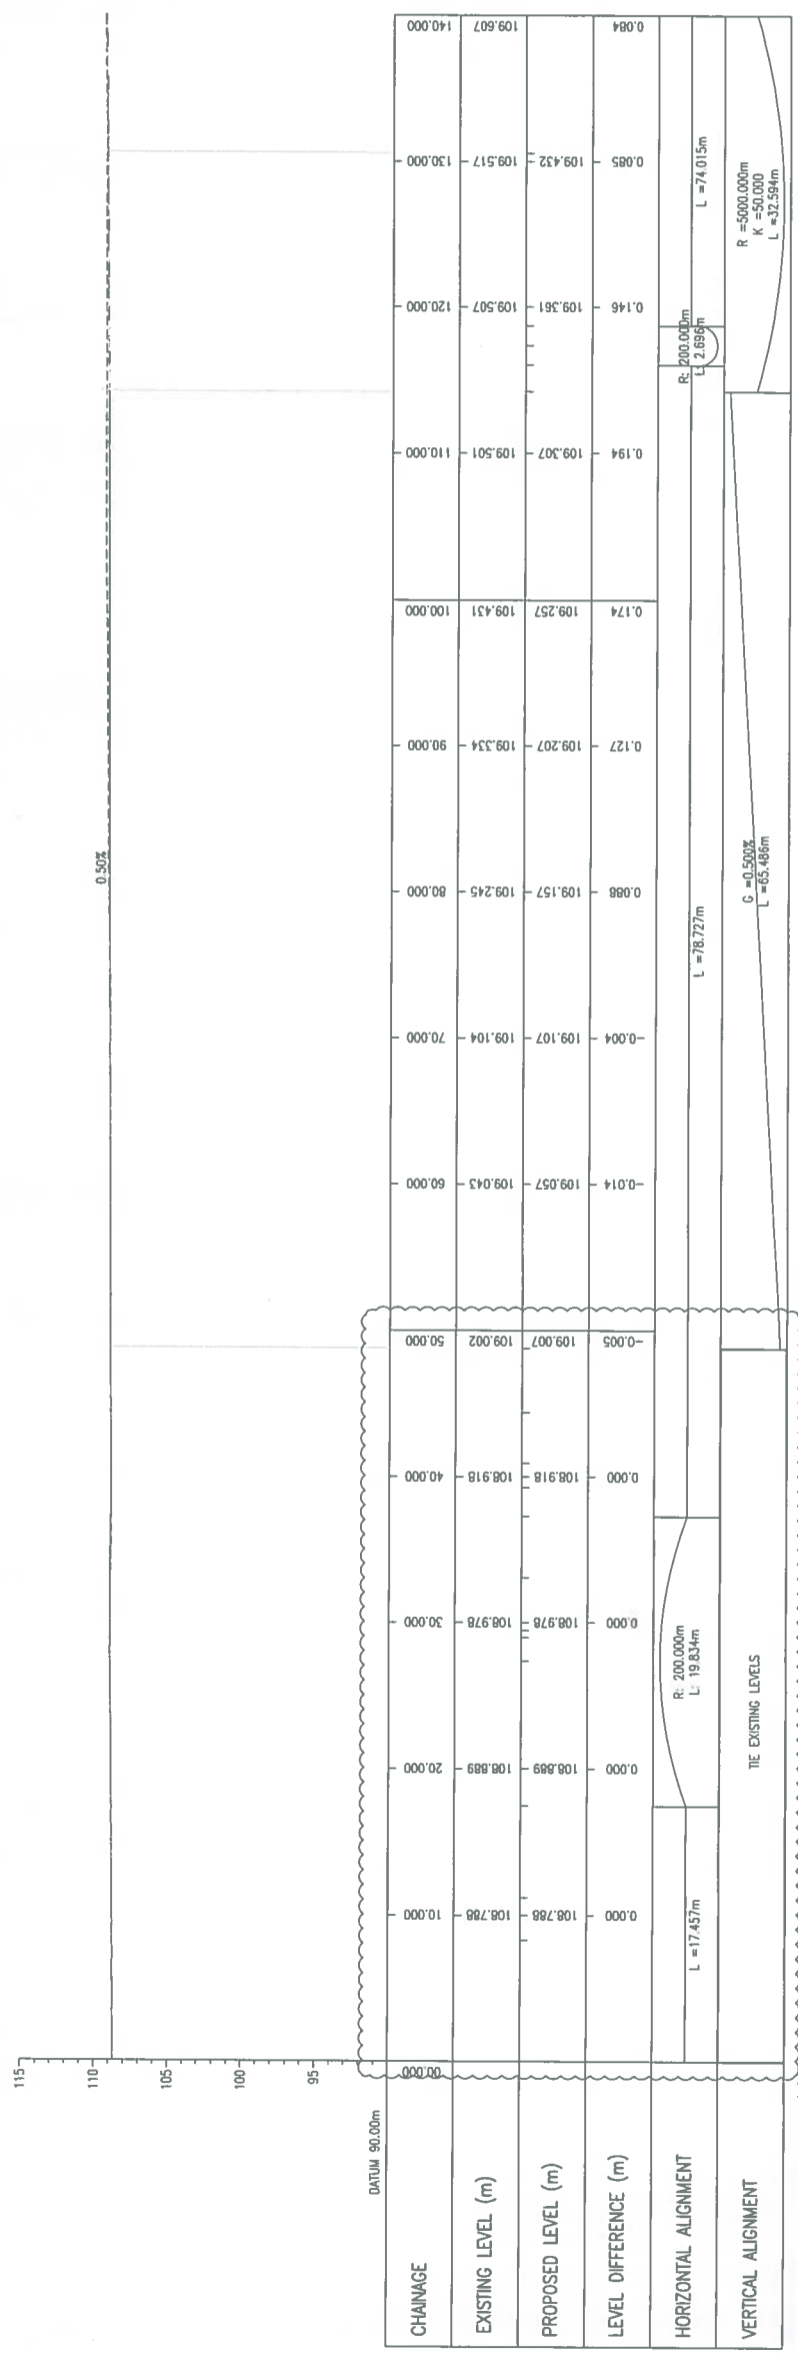 115
110
105
100
95
DATUM 90.00m
0.50%
CHAINAGE 00.000 10.000 20.000 30.000 40.000 50.000 60.000 70.000 80.000 90.000 100.000 110.000 120.000 130.000 140.000
EXISTING LEVEL (m) 108.788 108.889 108.978 108.918 109.002 109.043 109.104 109.245 109.334 109.431 109.501 109.507 109.517 109.607
PROPOSED LEVEL (m) 108.788 108.889 108.978 108.918 109.007 109.057 109.107 109.157 109.207 109.257 109.307 109.361 109.432
LEVEL DIFFERENCE (m) 0.000 0.000 0.000 0.000 -0.005 -0.014 -0.004 0.088 0.127 0.174 0.194 0.146 0.085 0.084
HORIZONTAL ALIGNMENT
L =17.457m
R: 200.000m
L: 19.834m
L =78.727m
R: 200.000m
L: 2.696m
L =74.015m
VERTICAL ALIGNMENT
TIE EXISTING LEVELS
G =0.500%
L =65.486m
R =5000.000m
K =50.000
L =32.594m